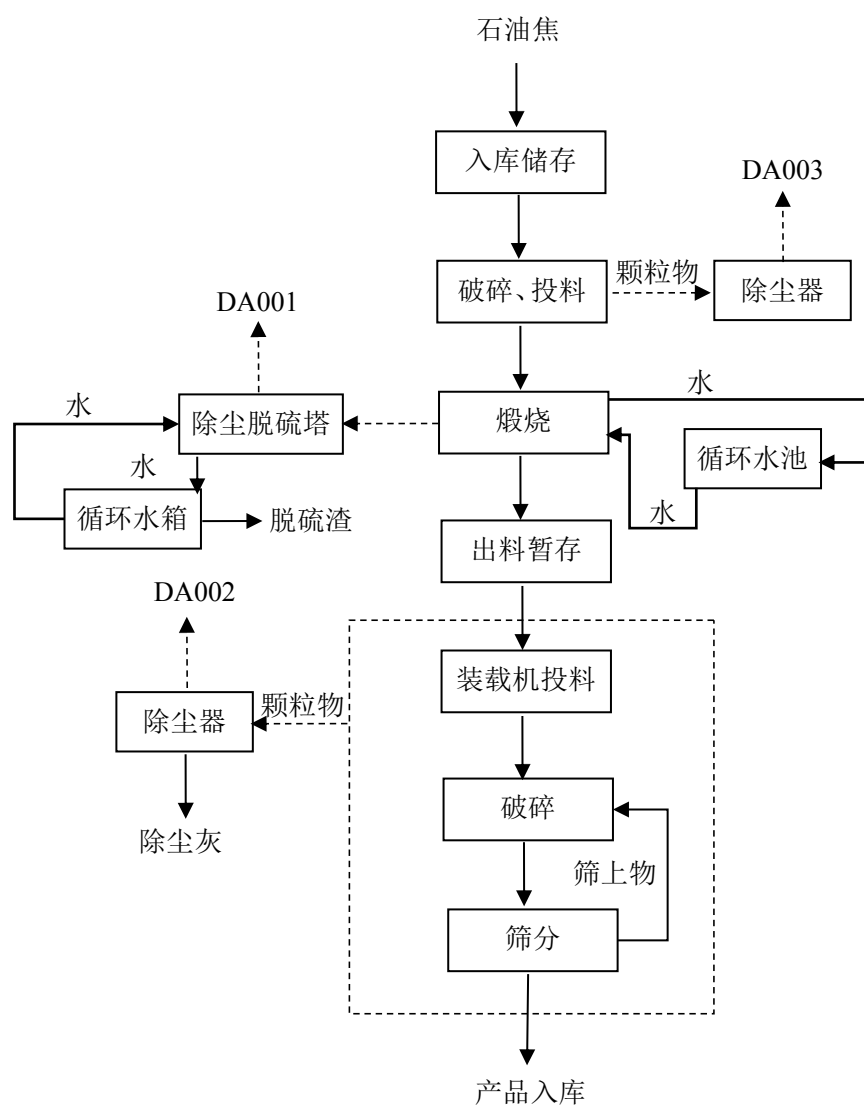 石油焦
入库储存
DA003
破碎、投料
颗粒物
除尘器
DA001
水
除尘脱硫塔
煅烧
水
循环水池
水
循环水箱
脱硫渣
水
出料暂存
DA002
装载机投料
除尘器
颗粒物
破碎
除尘灰
筛上物
筛分
产品入库